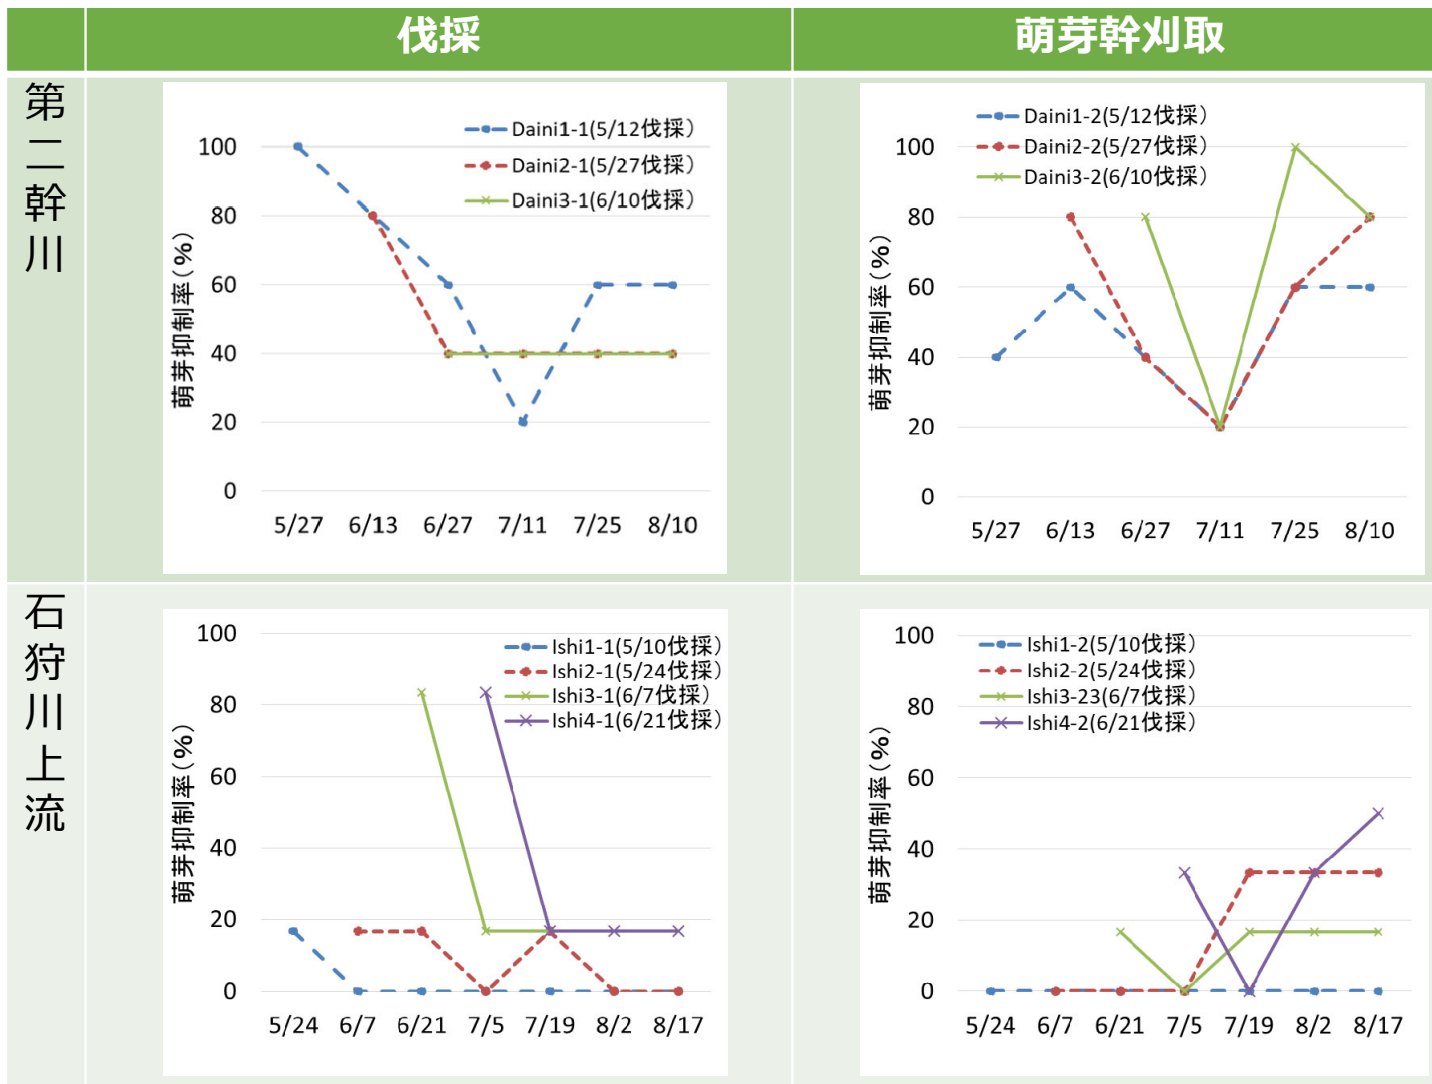 伐採
萌芽幹刈取
第二幹川
萌芽抑制率(%)
100
80
60
40
20
0
Daini1-1(5/12伐採)
Daini2-1(5/27伐採)
Daini3-1(6/10伐採)
5/27 6/13 6/27 7/11 7/25 8/10
萌芽抑制率(%)
100
80
60
40
20
0
Daini1-2(5/12伐採)
Daini2-2(5/27伐採)
Daini3-2(6/10伐採)
5/27 6/13 6/27 7/11 7/25 8/10
石狩川上流
萌芽抑制率(%)
100
80
60
40
20
0
Ishi1-1(5/10伐採)
Ishi2-1(5/24伐採)
Ishi3-1(6/7伐採)
Ishi4-1(6/21伐採)
5/24 6/7 6/21 7/5 7/19 8/2 8/17
萌芽抑制率(%)
100
80
60
40
20
0
Ishi1-2(5/10伐採)
Ishi2-2(5/24伐採)
Ishi3-23(6/7伐採)
Ishi4-2(6/21伐採)
5/24 6/7 6/21 7/5 7/19 8/2 8/17